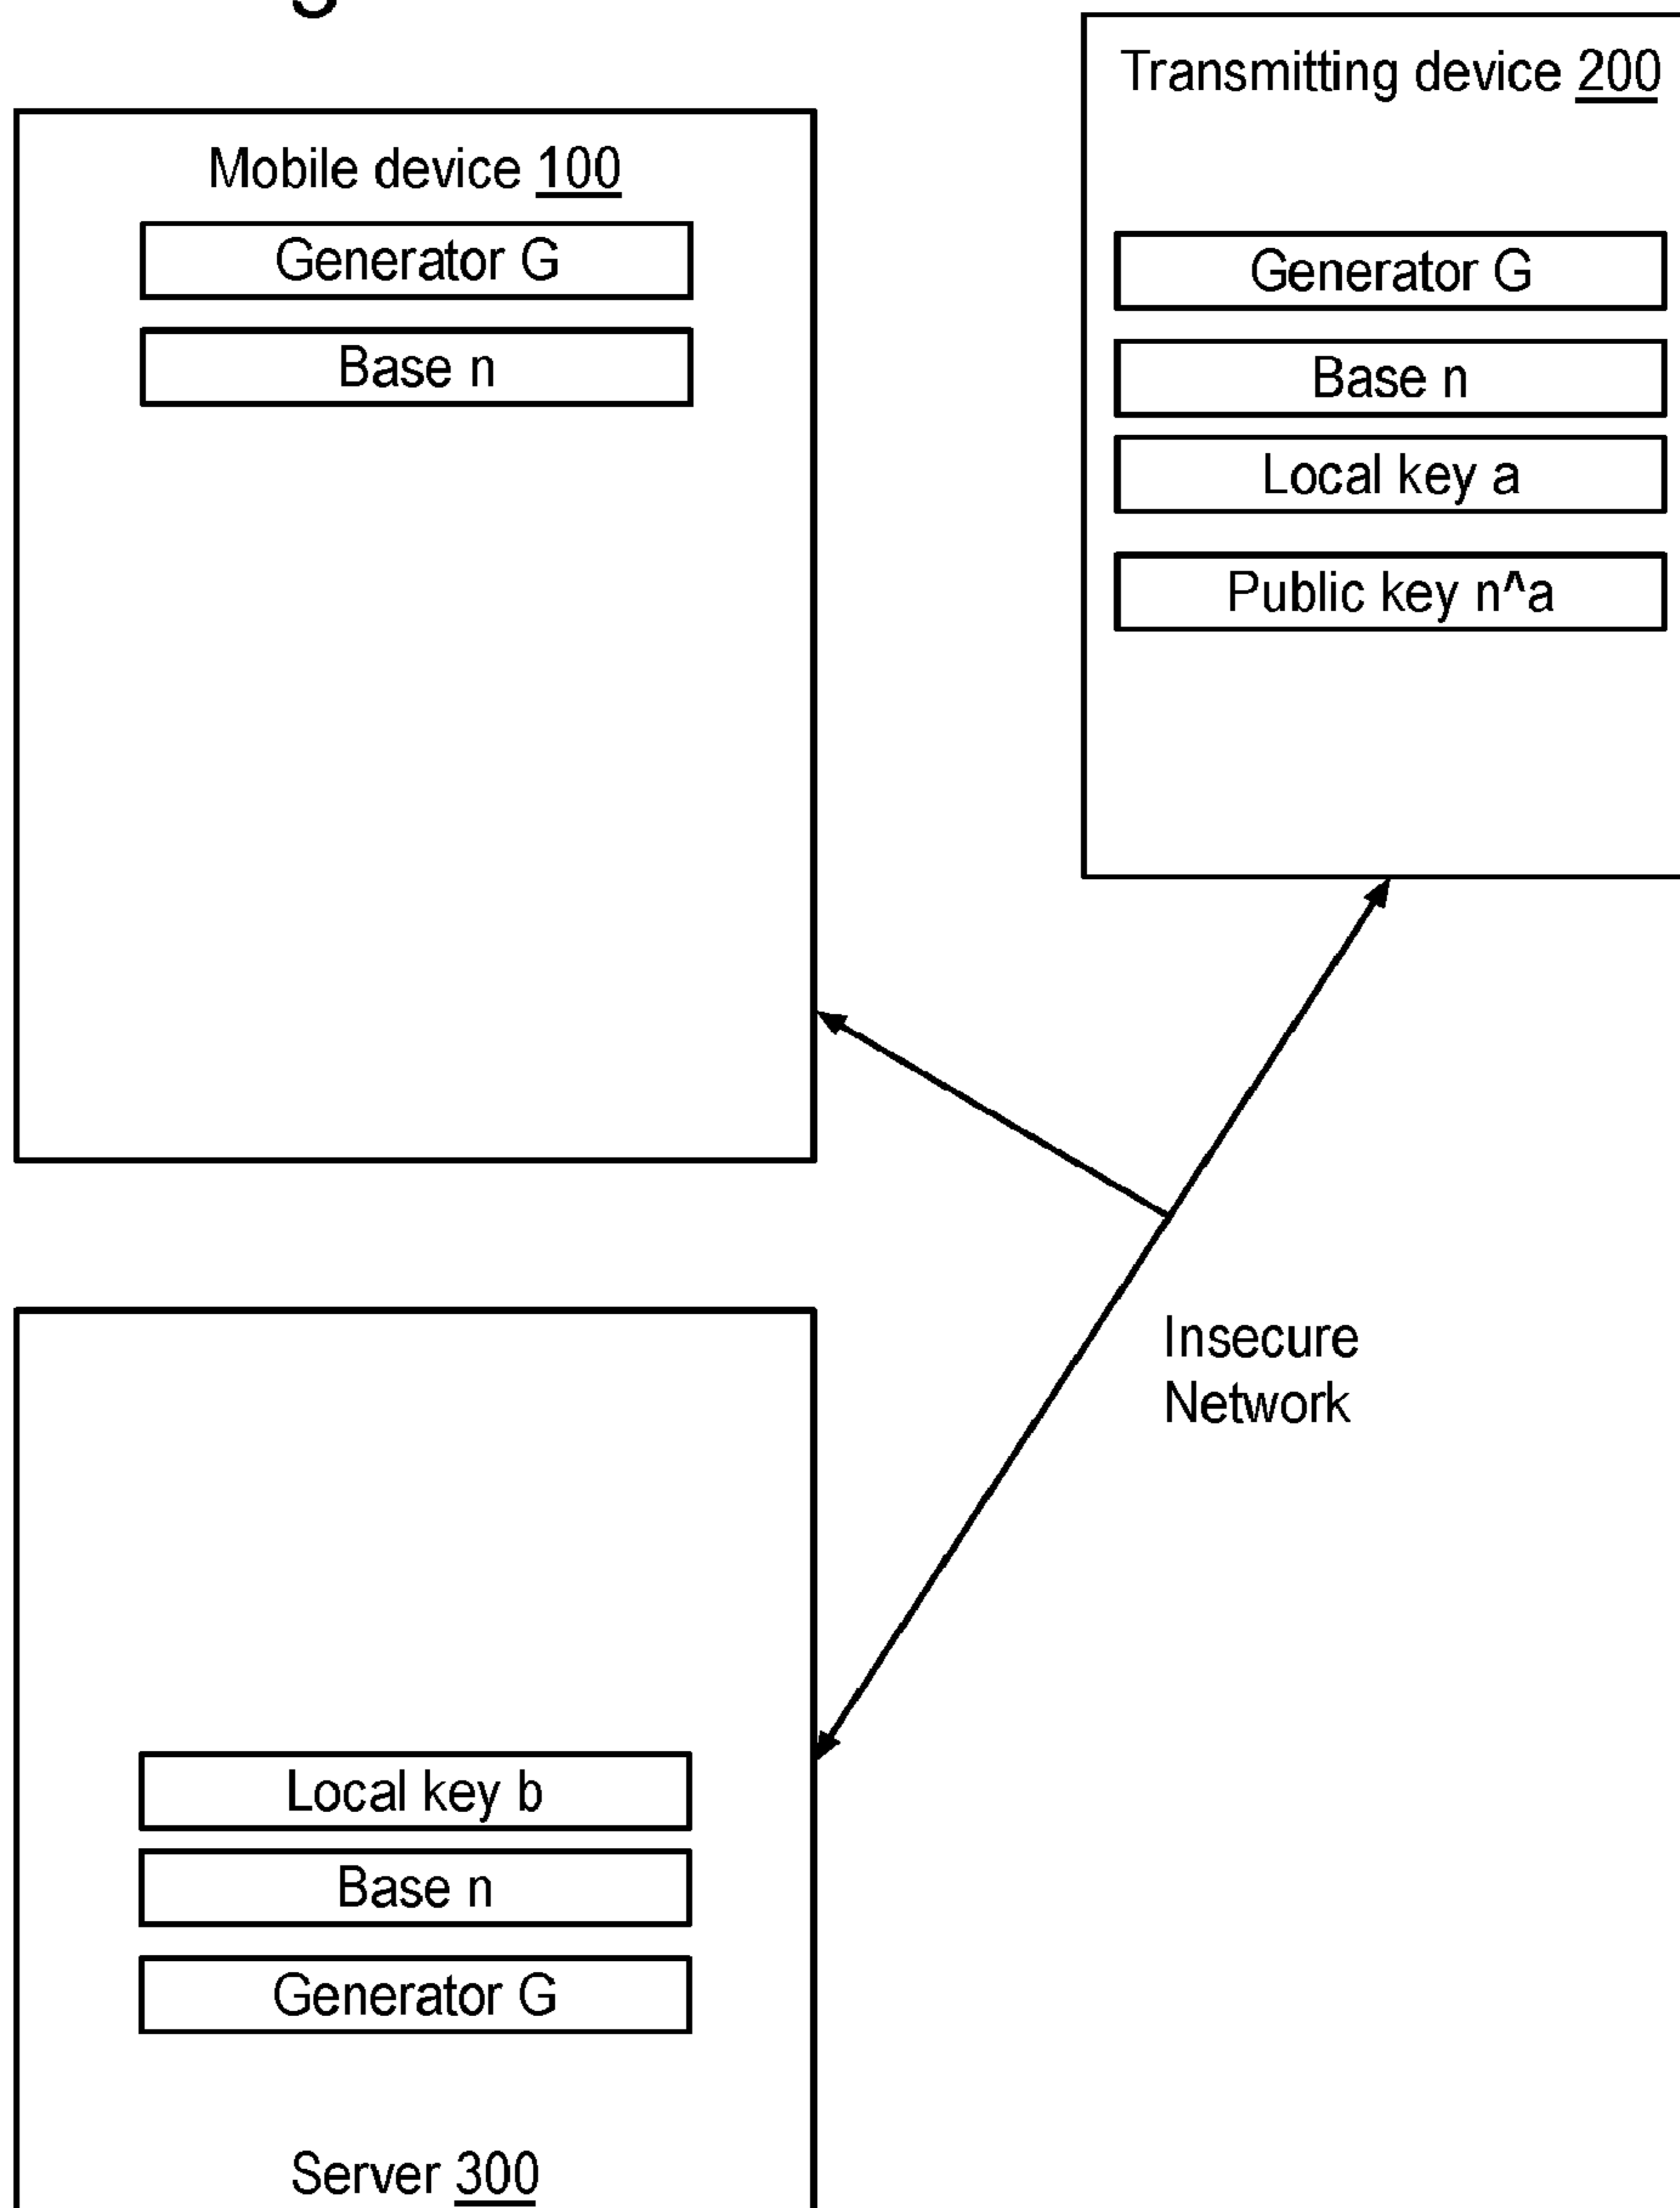 Mobile device 100
Generator G
Base n
Transmitting device 200
Generator G
Base n
Local key a
Public key n^a
Insecure
Network
Local key b
Base n
Generator G
Server 300